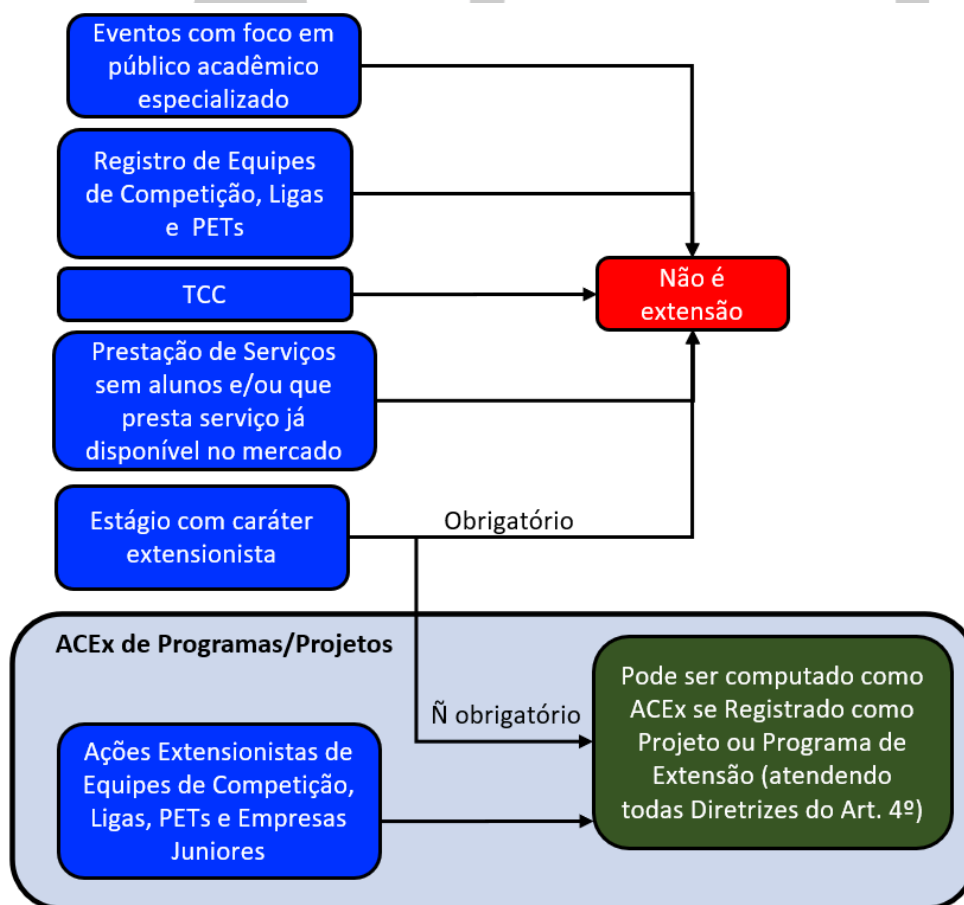 Eventos com foco em
público acadêmico
especializado
Registro de Equipes
de Competição, Ligas
e PETs
Não é
extensão
TCC
Prestação de Serviços
sem alunos e/ou que
presta serviço já
disponível no mercado
Estágio com caráter
extensionista
Obrigatório
ACEx de Programas/Projetos
Ñ obrigatório
Pode ser computado como
ACEx se Registrado como
Projeto ou Programa de
Extensão (atendendo
todas Diretrizes do Art. 4º)
Ações Extensionistas de
Equipes de Competição,
Ligas, PETs e Empresas
Juniores